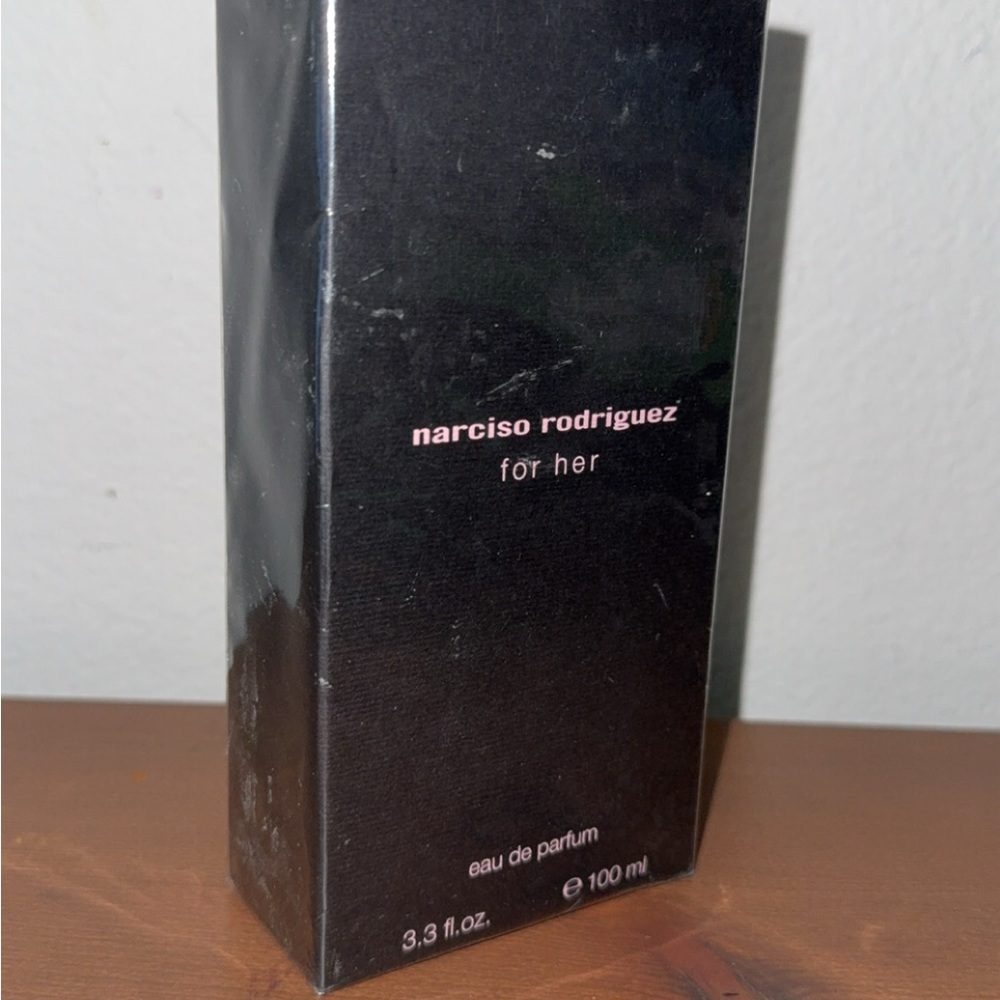 narciso rodriguez
for her
eau de parfum
3.3 fl.oz. ℮ 100 ml